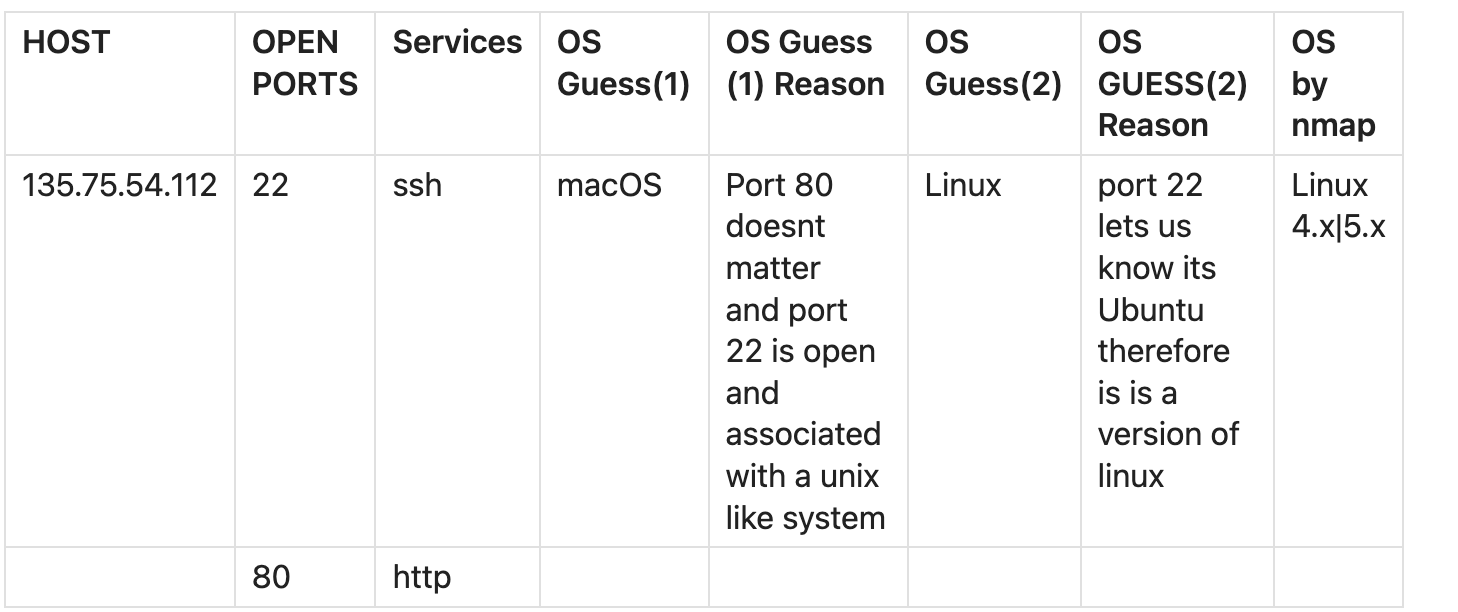 HOST
OPEN
PORTS
Services
OS
Guess(1)
OS Guess
(1) Reason
OS
Guess(2)
OS
GUESS(2)
Reason
OS
by
nmap
135.75.54.112
22
ssh
macOS
Port 80
doesnt
matter
and port
22 is open
and
associated
with a unix
like system
Linux
port 22
lets us
know its
Ubuntu
therefore
is is a
version of
linux
Linux
4.x|5.x
80
http